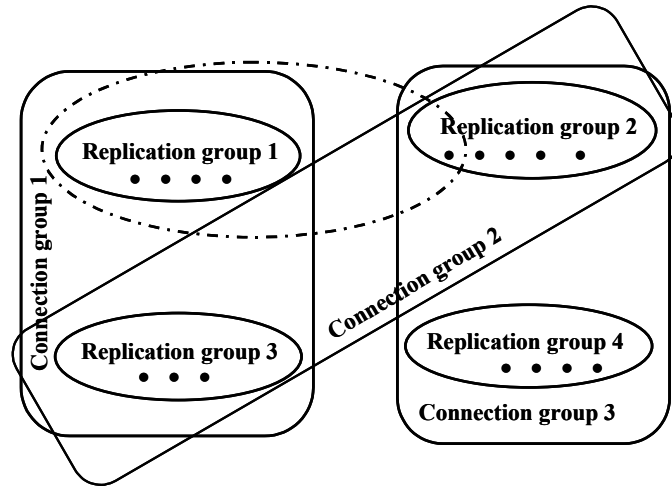 Replication group 1
Replication group 2
Connection group 1
Connection group 2
Replication group 3
Replication group 4
Connection group 3